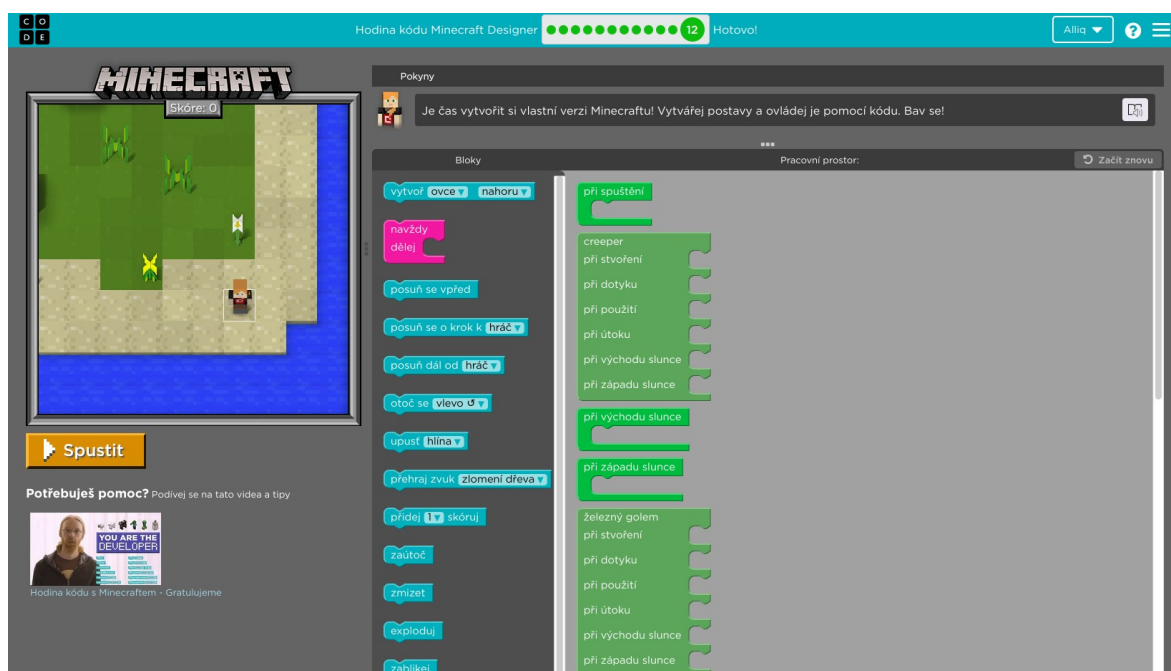 C O
D E
Hodina kódu Minecraft Designer
12
Hotovo!
Alliq
?
MINECRAFT
Skóre: 0
Spustit
Potřebuješ pomoc? Podívej se na tato videa a tipy
YOU ARE THE
DEVELOPER
Hodina kódu s Minecraftem - Gratulujeme
Pokyny
Je čas vytvořit si vlastní verzi Minecraftu! Vytvářej postavy a ovládej je pomocí kódu. Bav se!
Bloky
Pracovní prostor:
Začít znovu
vytvoř ovce nahoru
navždy
dělej
posuň se vpřed
posuň se o krok k hráč
posuň dál od hráč
otoč se vlevo ↺
upusť hlína
přehraj zvuk zlomení dřeva
přidej 1 skóruj
zaútoč
zmizet
exploduj
zablikej
při spuštění
creeper
při stvoření
při dotyku
při použití
při útoku
při východu slunce
při západu slunce
při východu slunce
při západu slunce
železný golem
při stvoření
při dotyku
při použití
při útoku
při východu slunce
při západu slunce